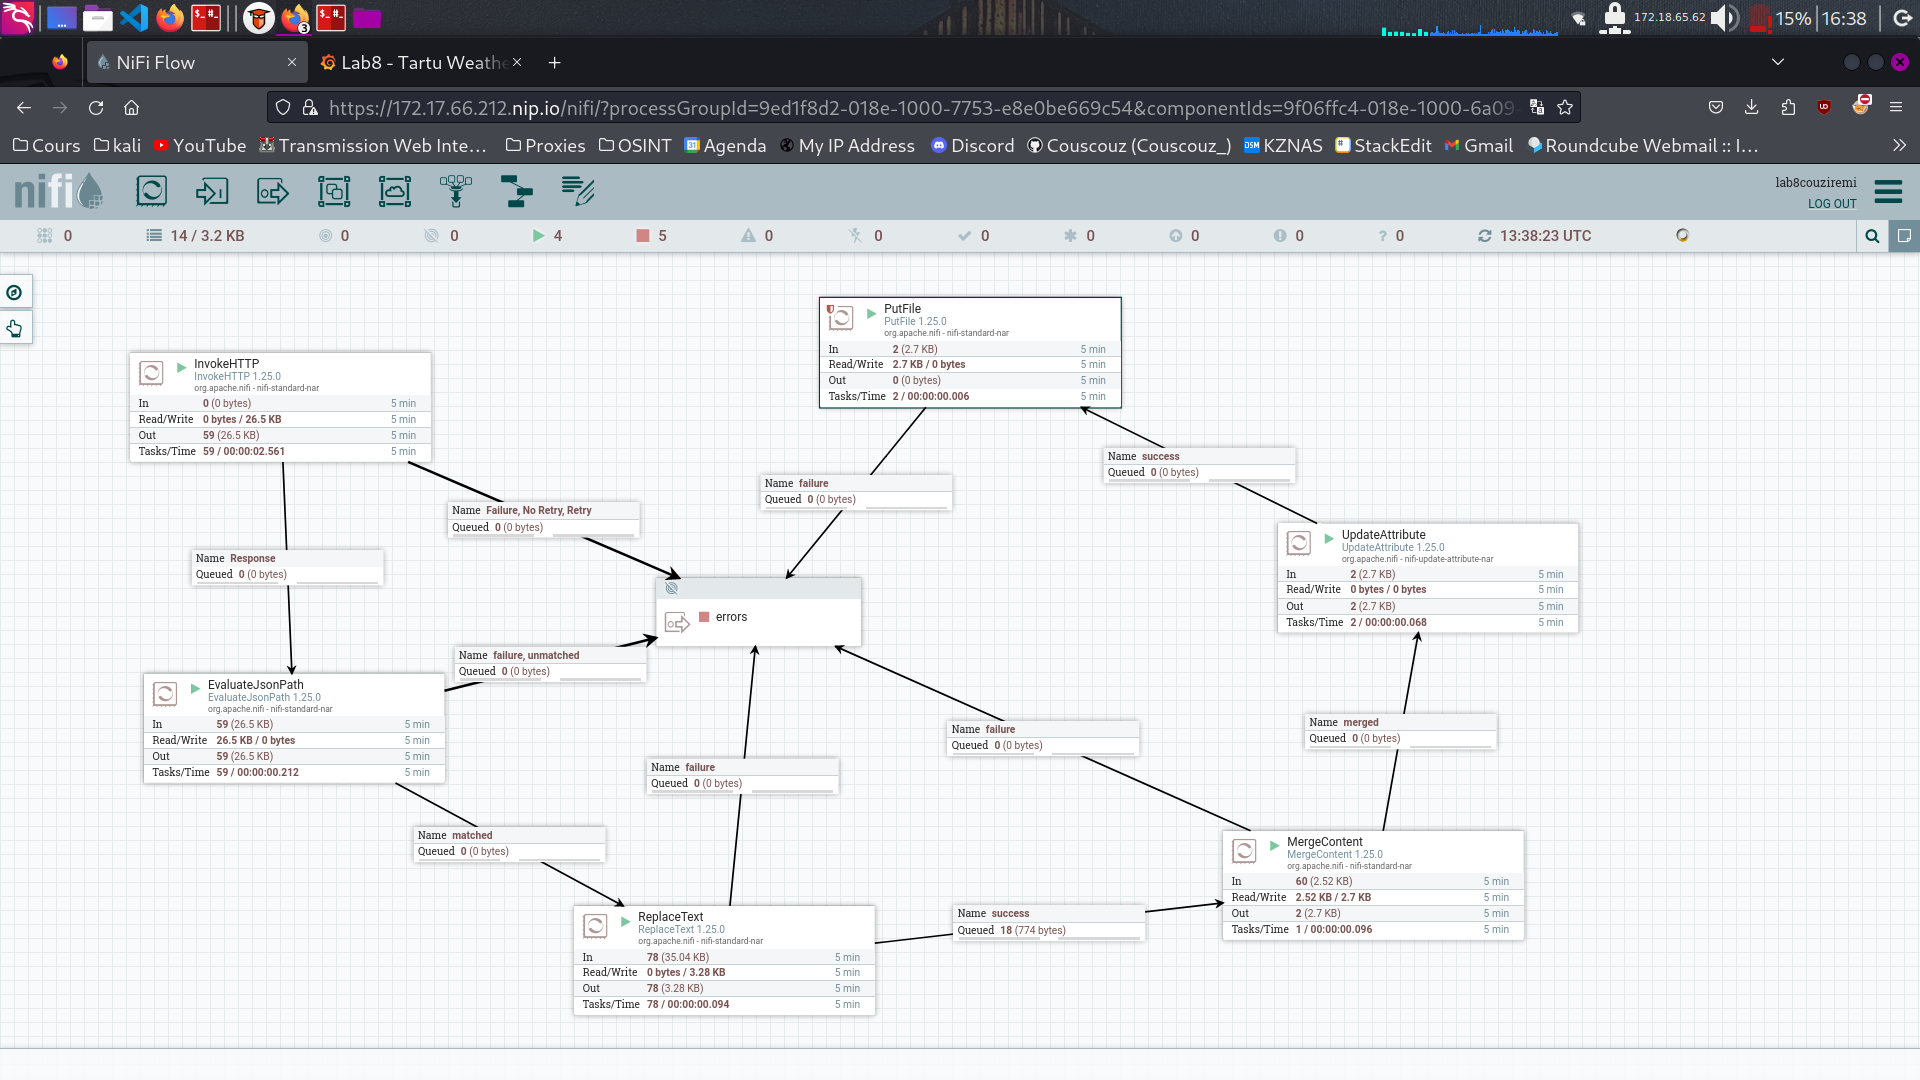 172.18.65.62
15%
16:38
NiFi Flow
Lab8 - Tartu Weathe
https://172.17.66.212.nip.io/nifi/?processGroupId=9ed1f8d2-018e-1000-7753-e8e0be669c54&componentIds=9f06ffc4-018e-1000-6a09-
Cours
kali
YouTube
Transmission Web Inte…
Proxies
OSINT
Agenda
My IP Address
Discord
Couscouz (Couscouz_)
KZNAS
StackEdit
Gmail
Roundcube Webmail :: I…
nifi
lab8couziremi
LOG OUT
0
14 / 3.2 KB
0
0
4
5
0
0
0
0
0
0
0
13:38:23 UTC
PutFile
PutFile 1.25.0
org.apache.nifi - nifi-standard-nar
In 2 (2.7 KB) 5 min
Read/Write 2.7 KB / 0 bytes 5 min
Out 0 (0 bytes) 5 min
Tasks/Time 2 / 00:00:00.006 5 min
InvokeHTTP
InvokeHTTP 1.25.0
org.apache.nifi - nifi-standard-nar
In 0 (0 bytes) 5 min
Read/Write 0 bytes / 26.5 KB 5 min
Out 59 (26.5 KB) 5 min
Tasks/Time 59 / 00:00:02.561 5 min
Name success
Queued 0 (0 bytes)
Name failure
Queued 0 (0 bytes)
Name Failure, No Retry, Retry
Queued 0 (0 bytes)
UpdateAttribute
UpdateAttribute 1.25.0
org.apache.nifi - nifi-update-attribute-nar
In 2 (2.7 KB) 5 min
Read/Write 0 bytes / 0 bytes 5 min
Out 2 (2.7 KB) 5 min
Tasks/Time 2 / 00:00:00.068 5 min
Name Response
Queued 0 (0 bytes)
errors
Name failure, unmatched
Queued 0 (0 bytes)
EvaluateJsonPath
EvaluateJsonPath 1.25.0
org.apache.nifi - nifi-standard-nar
In 59 (26.5 KB) 5 min
Read/Write 26.5 KB / 0 bytes 5 min
Out 59 (26.5 KB) 5 min
Tasks/Time 59 / 00:00:00.212 5 min
Name failure
Queued 0 (0 bytes)
Name merged
Queued 0 (0 bytes)
Name failure
Queued 0 (0 bytes)
Name matched
Queued 0 (0 bytes)
MergeContent
MergeContent 1.25.0
org.apache.nifi - nifi-standard-nar
In 60 (2.52 KB) 5 min
Read/Write 2.52 KB / 2.7 KB 5 min
Out 2 (2.7 KB) 5 min
Tasks/Time 1 / 00:00:00.096 5 min
ReplaceText
ReplaceText 1.25.0
org.apache.nifi - nifi-standard-nar
In 78 (35.04 KB) 5 min
Read/Write 0 bytes / 3.28 KB 5 min
Out 78 (3.28 KB) 5 min
Tasks/Time 78 / 00:00:00.094 5 min
Name success
Queued 18 (774 bytes)